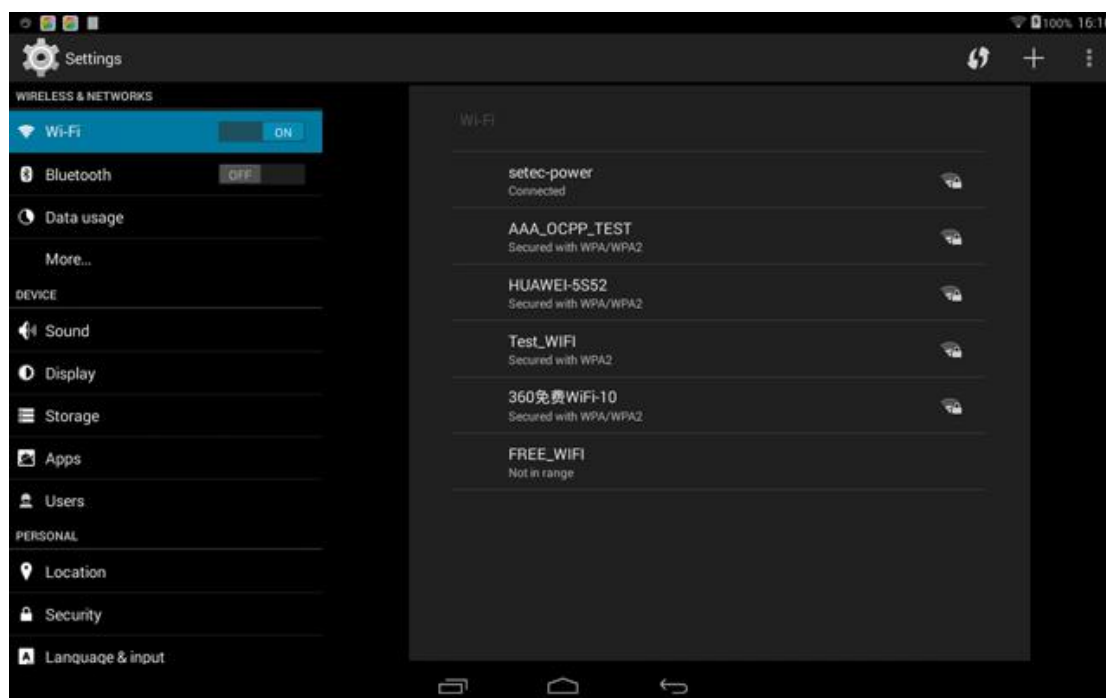 100% 16:10
Settings
WIRELESS & NETWORKS
Wi-Fi
ON
Bluetooth
OFF
Data usage
More...
DEVICE
Sound
Display
Storage
Apps
Users
PERSONAL
Location
Security
A
Language & input
Wi-Fi
setec-power
Connected
AAA_OCPP_TEST
Secured with WPA/WPA2
HUAWEI-5S52
Secured with WPA/WPA2
Test_WIFI
Secured with WPA2
360免费WiFi-10
Secured with WPA/WPA2
FREE_WIFI
Not in range